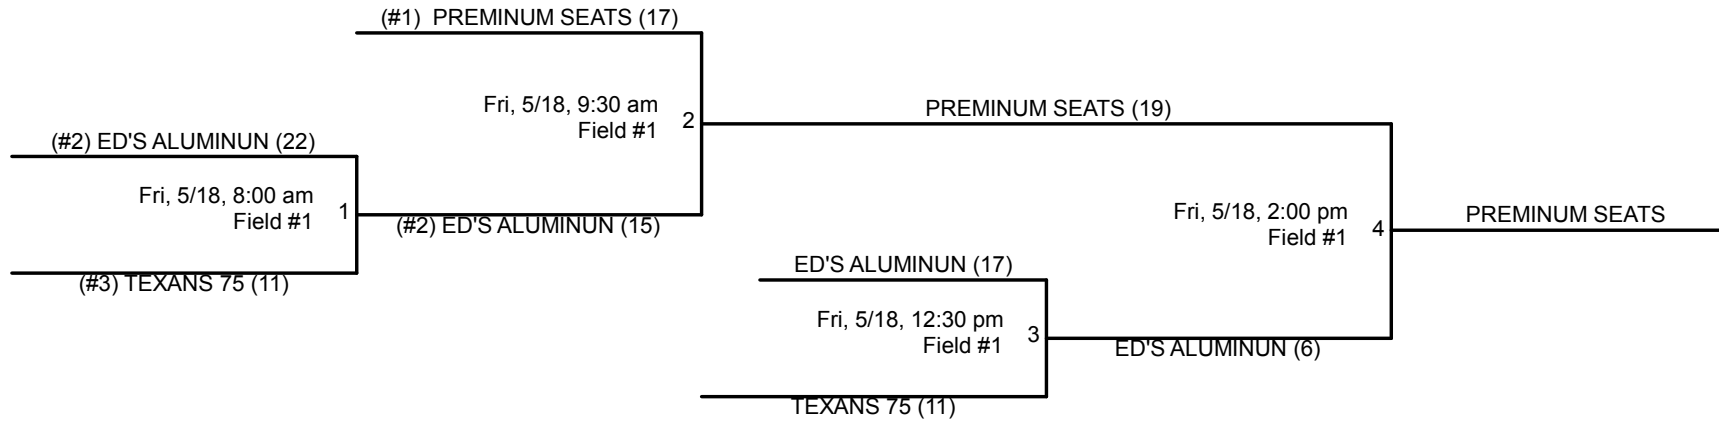 (#1) PREMINUM SEATS (17)
Fri, 5/18, 9:30 am
Field #1
2
PREMINUM SEATS (19)
(#2) ED'S ALUMINUN (22)
Fri, 5/18, 8:00 am
Field #1
1
(#2) ED'S ALUMINUN (15)
(#3) TEXANS 75 (11)
Fri, 5/18, 2:00 pm
Field #1
4
PREMINUM SEATS
ED'S ALUMINUN (17)
Fri, 5/18, 12:30 pm
Field #1
3
ED'S ALUMINUN (6)
TEXANS 75 (11)